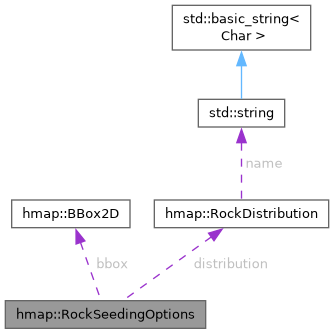 std::basic_string<
Char >
std::string
name
hmap::BBox2D
hmap::RockDistribution
bbox
distribution
hmap::RockSeedingOptions